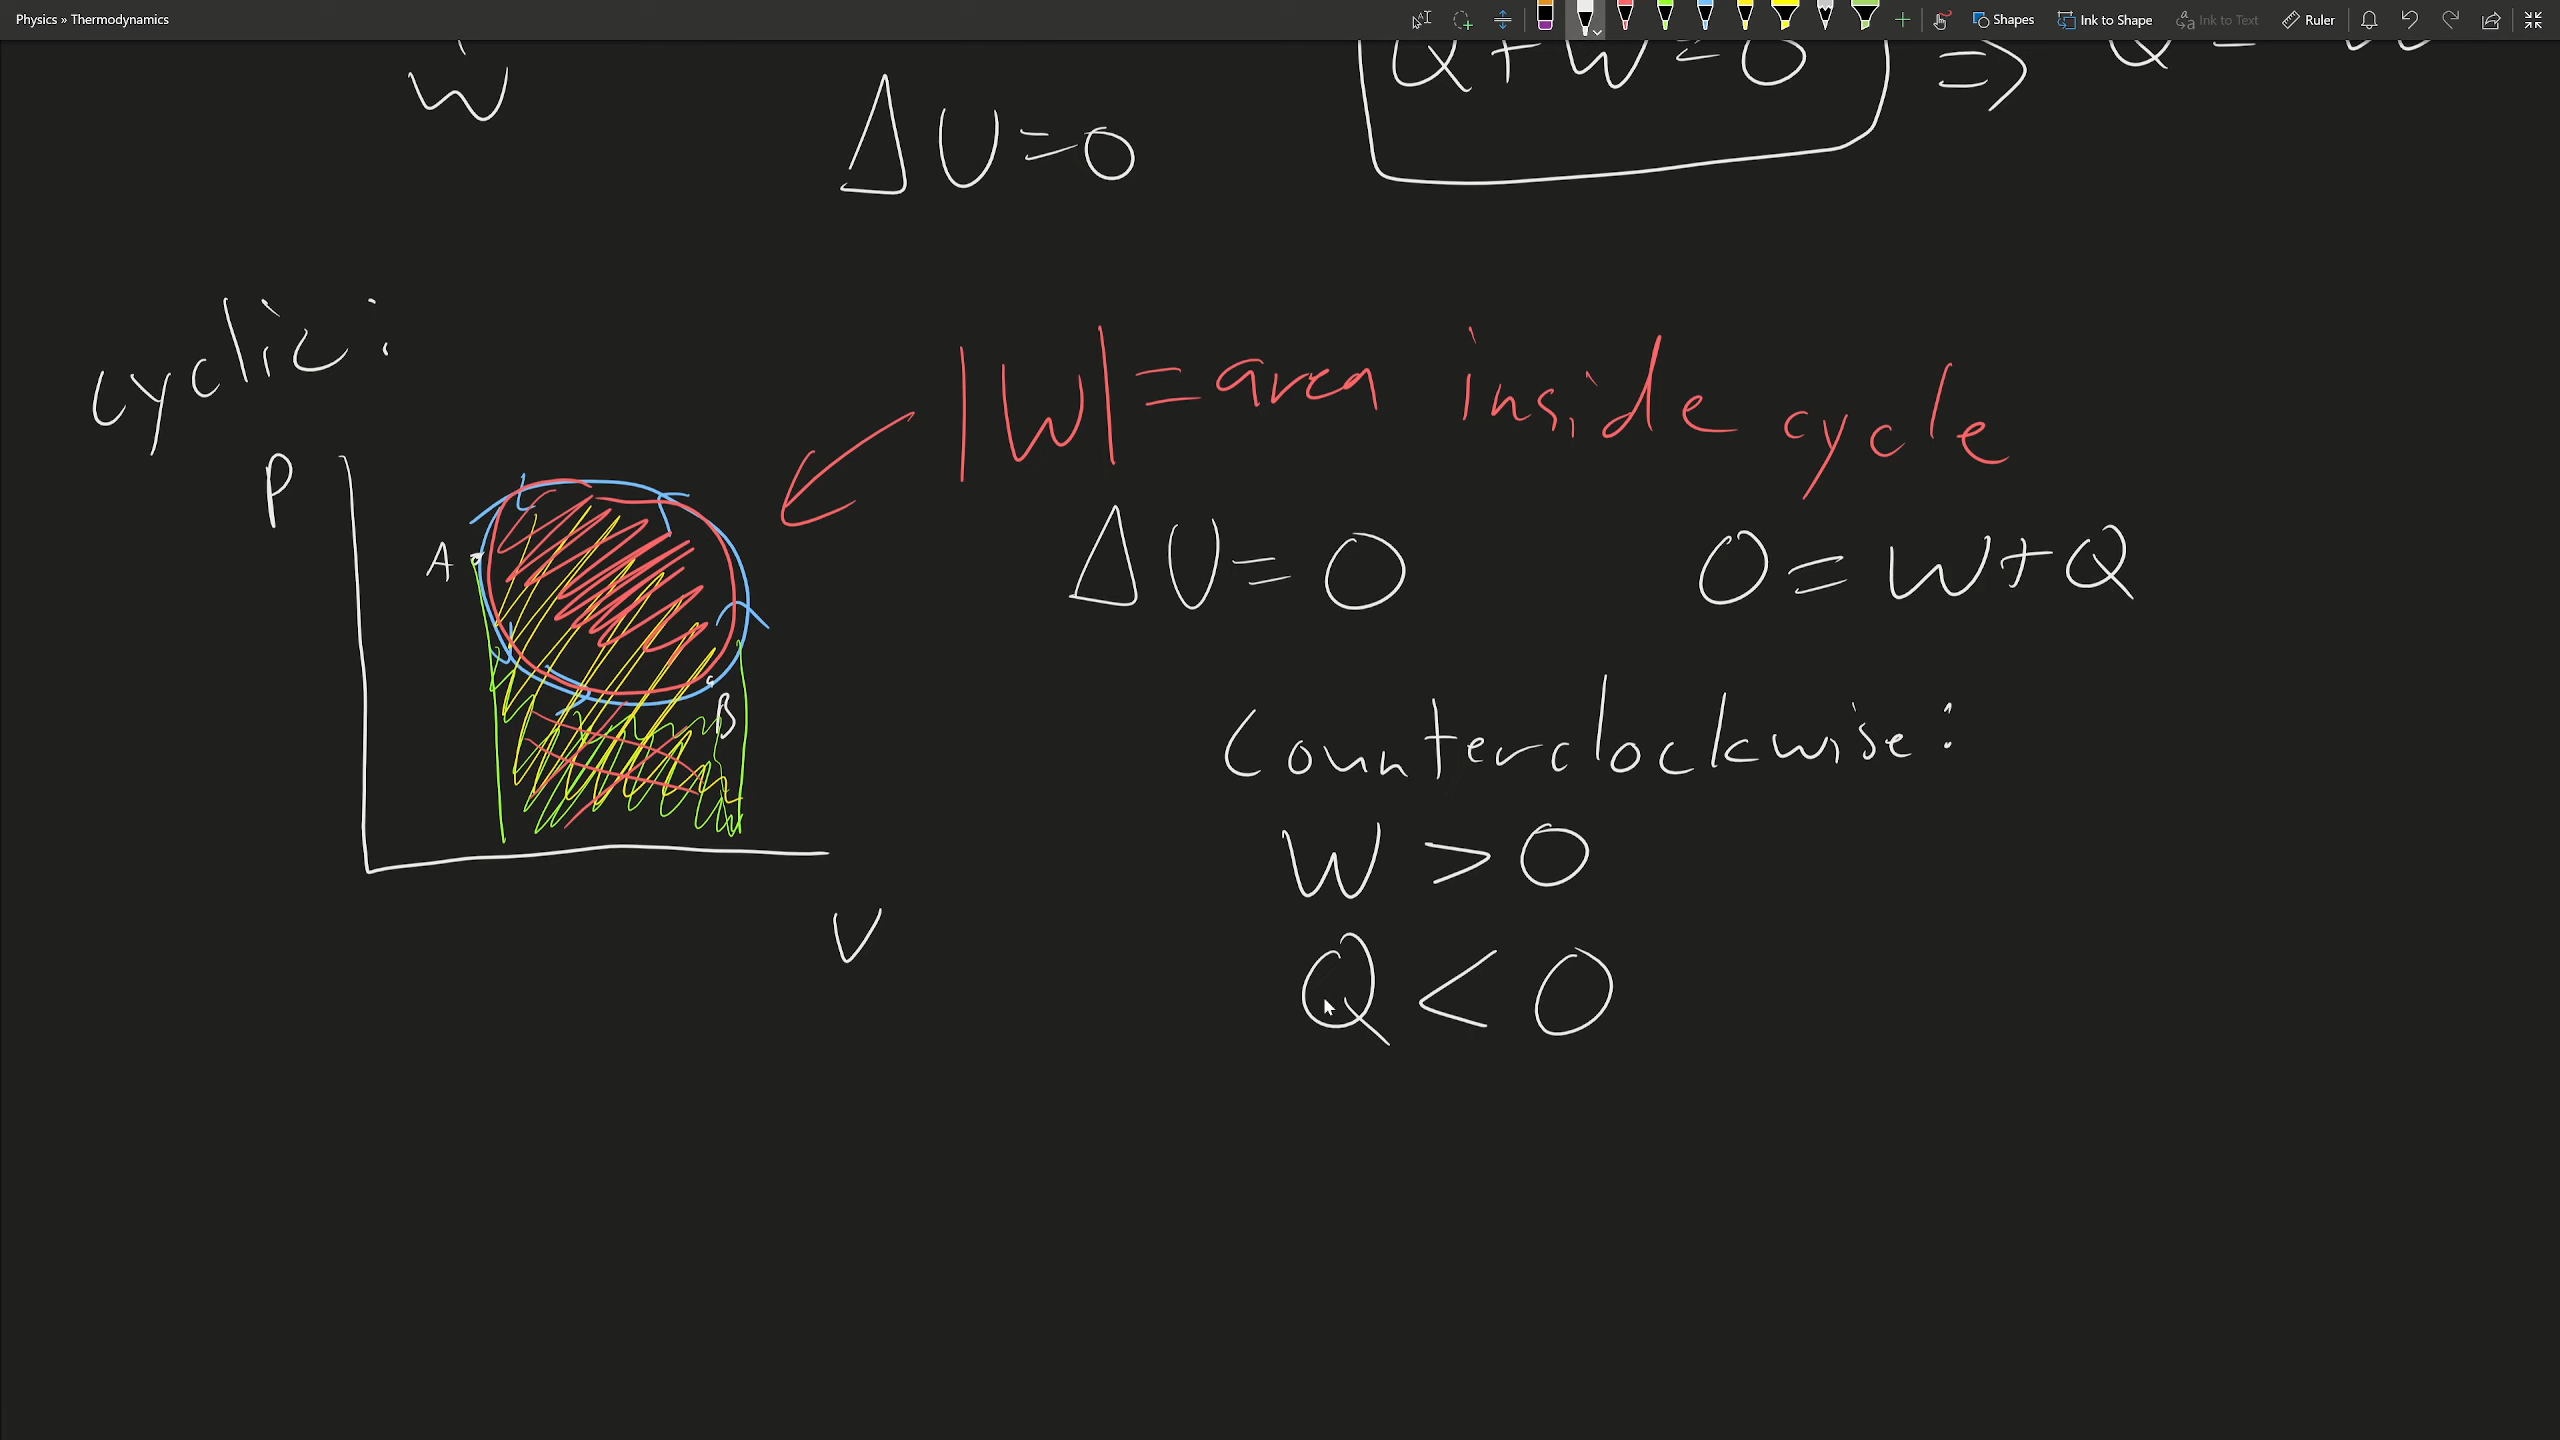 Physics » Thermodynamics
Shapes
Ink to Shape
Ink to Text
Ruler
W
ΔU=0
Q+W=0 ⇒
cyclic:
|W|=area inside cycle
P
A
B
V
ΔU=0
0=W+Q
Counterclockwise:
W>0
Q<0